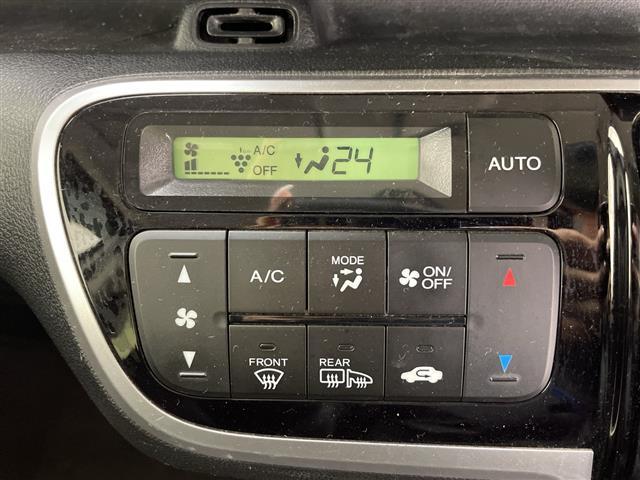 A/C
OFF
24
AUTO
A/C
MODE
ON/
OFF
FRONT
REAR